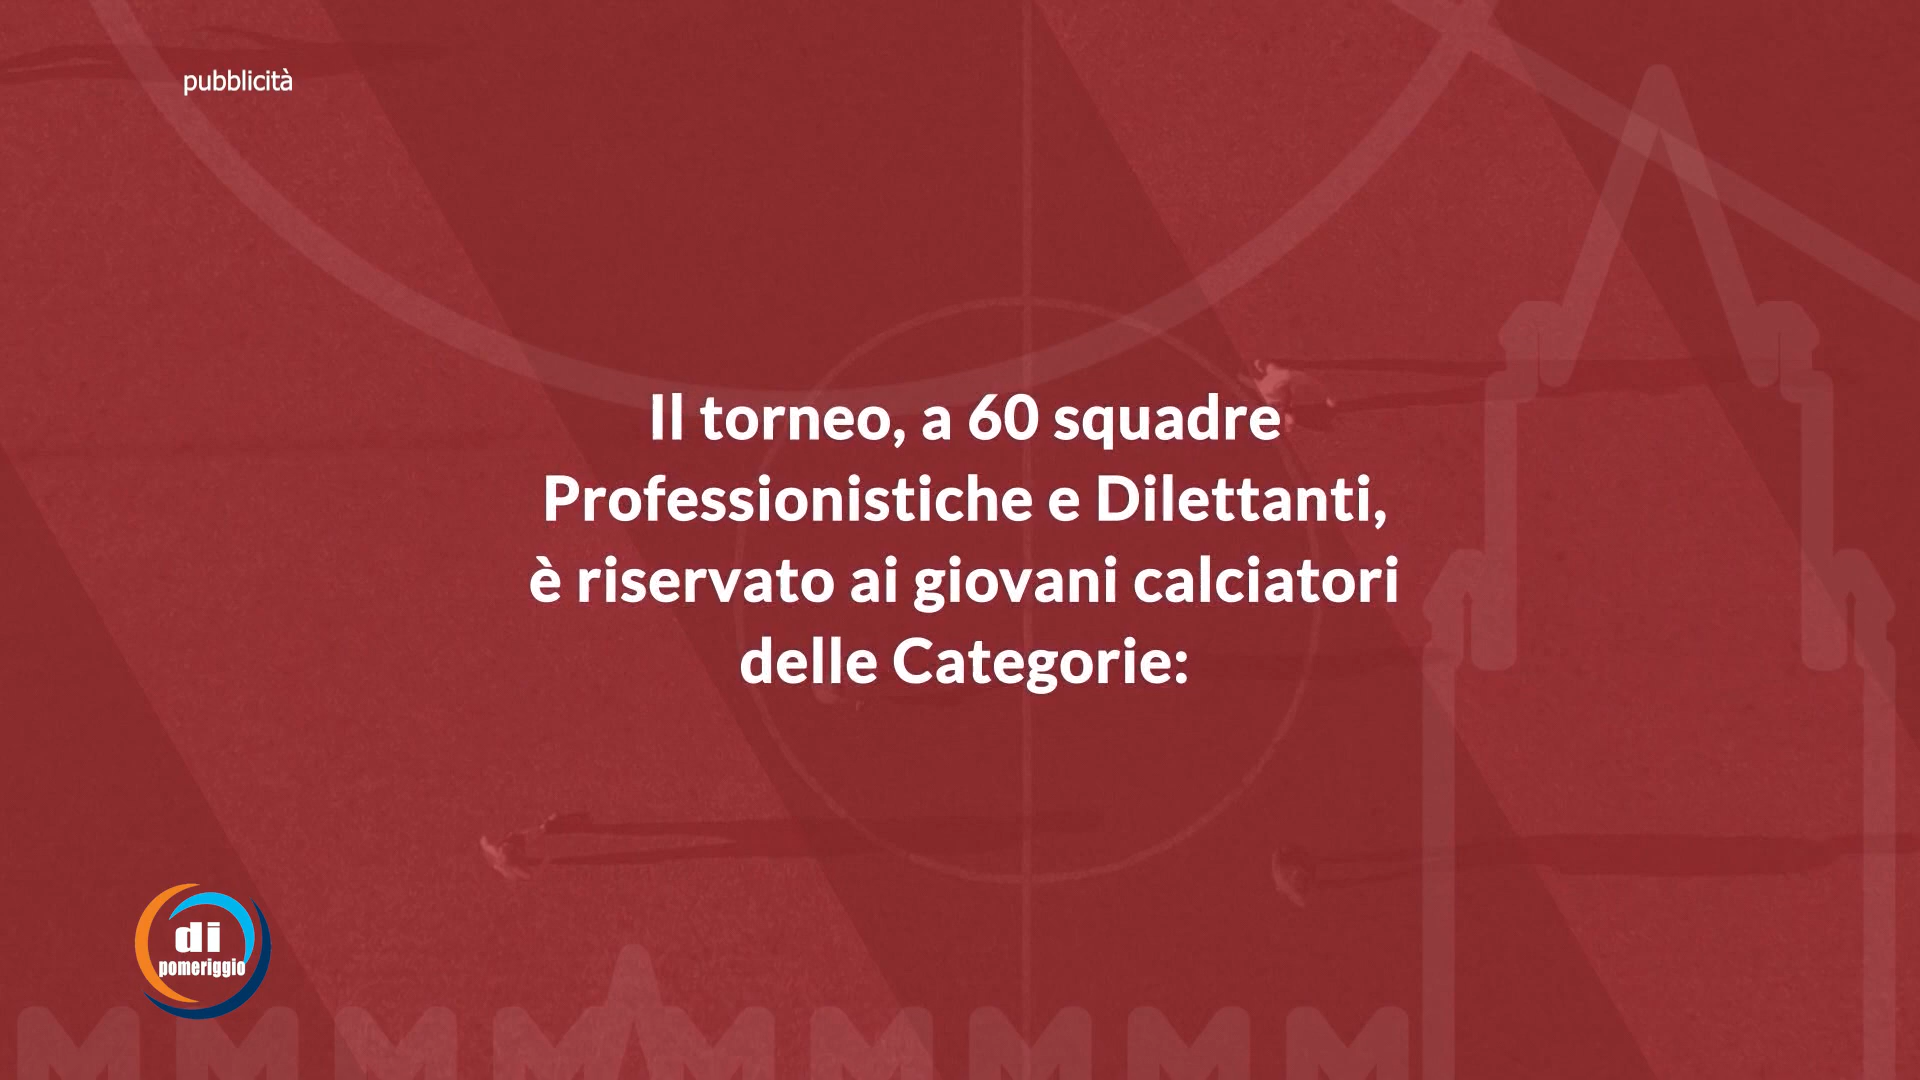 pubblicità
Il torneo, a 60 squadre
Professionistiche e Dilettanti,
è riservato ai giovani calciatori
delle Categorie:
di
pomeriggio